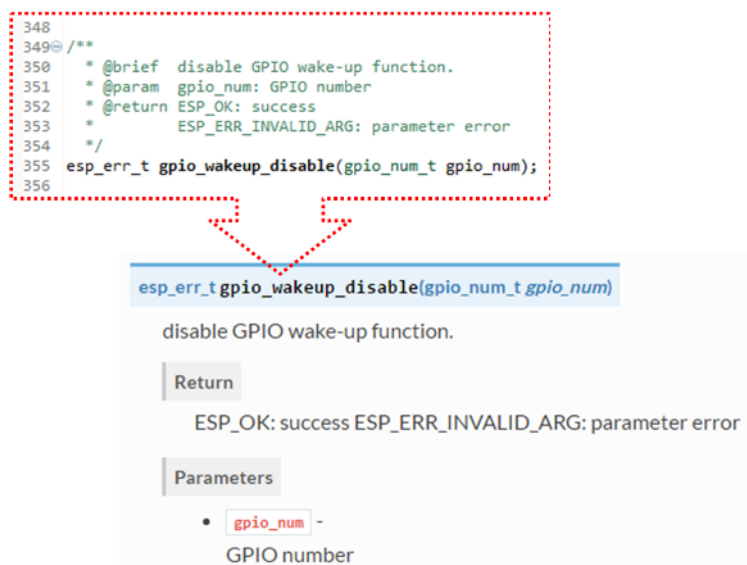 348
349 /**
350 * @brief disable GPIO wake-up function.
351 * @param gpio_num: GPIO number
352 * @return ESP_OK: success
353 * ESP_ERR_INVALID_ARG: parameter error
354 */
355 esp_err_t gpio_wakeup_disable(gpio_num_t gpio_num);
356
esp_err_t gpio_wakeup_disable(gpio_num_t gpio_num)
disable GPIO wake-up function.
Return
ESP_OK: success ESP_ERR_INVALID_ARG: parameter error
Parameters
• gpio_num -
GPIO number